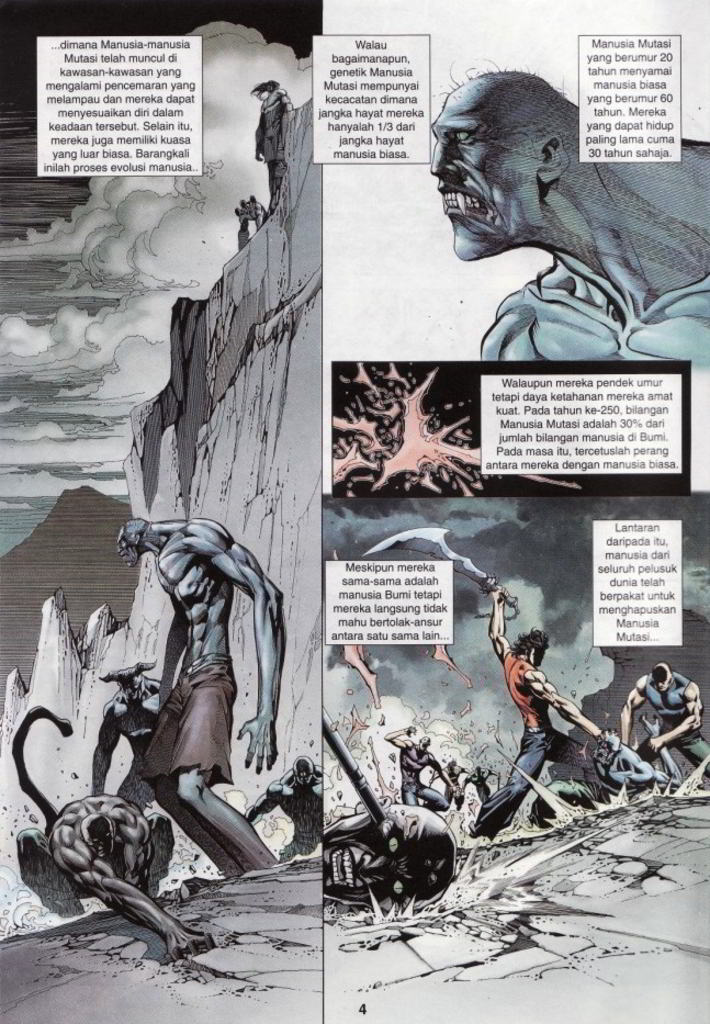 ...dimana Manusia-manusia
Mutasi telah muncul di
kawasan-kawasan yang
mengalami pencemaran yang
melampau dan mereka dapat
menyesuaikan diri dalam
keadaan tersebut. Selain itu,
mereka juga memiliki kuasa
yang luar biasa. Barangkali
inilah proses evolusi manusia..
Walau
bagaimanapun,
genetik Manusia
Mutasi mempunyai
kecacatan dimana
jangka hayat mereka
hanyalah 1/3 dari
jangka hayat
manusia biasa.
Manusia Mutasi
yang berumur 20
tahun menyamai
manusia biasa
yang berumur 60
tahun. Mereka
yang dapat hidup
paling lama cuma
30 tahun sahaja.
Walaupun mereka pendek umur
tetapi daya ketahanan mereka amat
kuat. Pada tahun ke-250, bilangan
Manusia Mutasi adalah 30% dari
jumlah bilangan manusia di Bumi.
Pada masa itu, tercetuslah perang
antara mereka dengan manusia biasa.
Meskipun mereka
sama-sama adalah
manusia Bumi tetapi
mereka langsung tidak
mahu bertolak-ansur
antara satu sama lain...
Lantaran
daripada itu,
manusia dari
seluruh pelusuk
dunia telah
berpakat untuk
menghapuskan
Manusia
Mutasi...
4